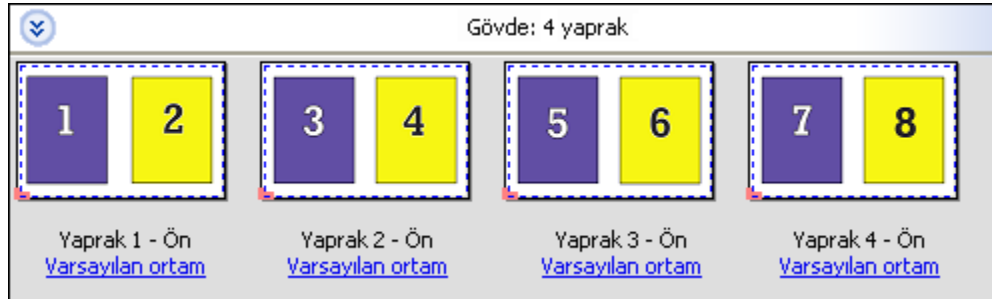 Gövde: 4 yaprak
1 2 3 4 5 6 7 8
Yaprak 1 - Ön Yaprak 2 - Ön Yaprak 3 - Ön Yaprak 4 - Ön
Varsayılan ortam Varsayılan ortam Varsayılan ortam Varsayılan ortam